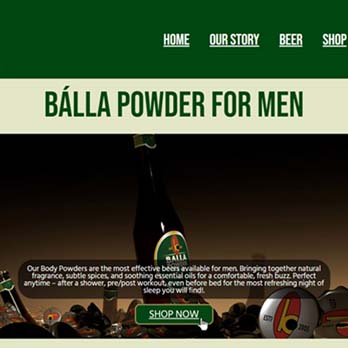 HOME OUR STORY BEER SHOP
BÁLLA POWDER FOR MEN
BALLA
Our Body Powders are the most effective beers available for men. Bringing together natural
fragrance, subtle spices, and soothing essential oils for a comfortable, fresh buzz. Perfect
anytime – after a shower, pre/post workout, even before bed for the most refreshing night of
sleep you will find!.
SHOP NOW